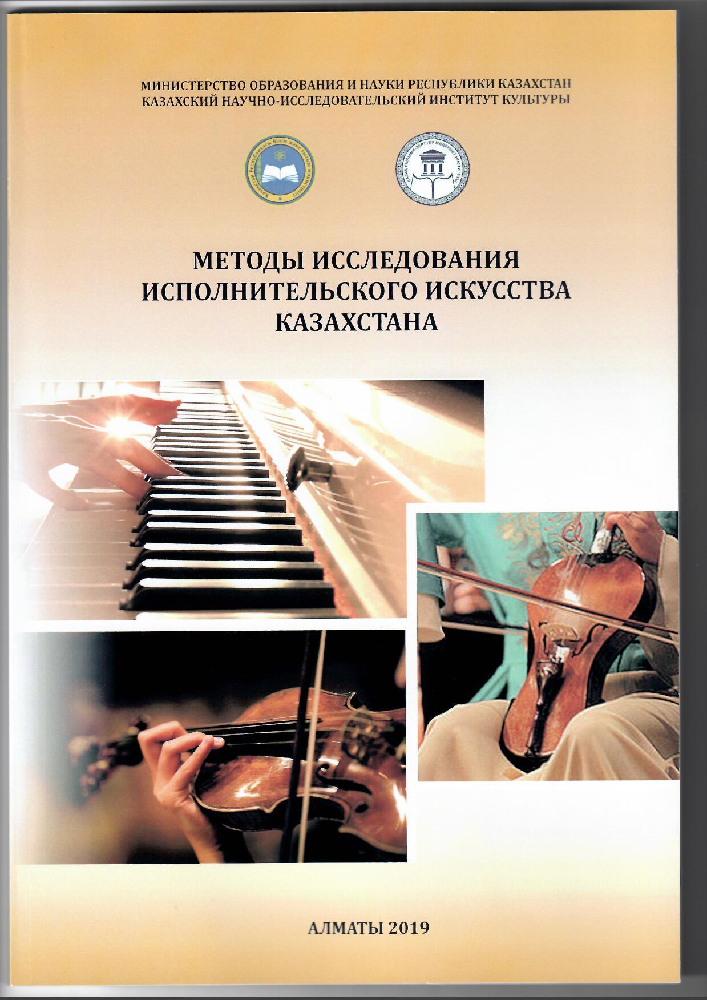 МИНИСТЕРСТВО ОБРАЗОВАНИЯ И НАУКИ РЕСПУБЛИКИ КАЗАХСТАН
КАЗАХСКИЙ НАУЧНО-ИССЛЕДОВАТЕЛЬСКИЙ ИНСТИТУТ КУЛЬТУРЫ
Қазақстан Республикасы Білім және ғылым министрлігі
ҚАЗАҚ ҒЫЛЫМИ-ЗЕРТТЕУ МӘДЕНИЕТ ИНСТИТУТЫ
МЕТОДЫ ИССЛЕДОВАНИЯ
ИСПОЛНИТЕЛЬСКОГО ИСКУССТВА
КАЗАХСТАНА
АЛМАТЫ 2019